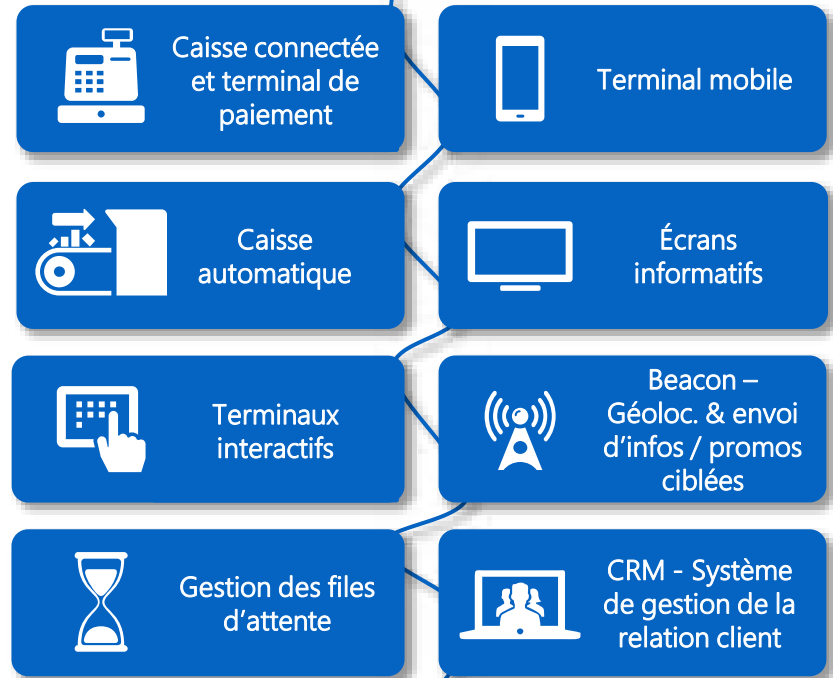 Caisse connectée
et terminal de
paiement
Terminal mobile
Caisse
automatique
Écrans
informatifs
Terminaux
interactifs
Beacon –
Géoloc. & envoi
d'infos / promos
ciblées
Gestion des files
d'attente
CRM - Système
de gestion de la
relation client